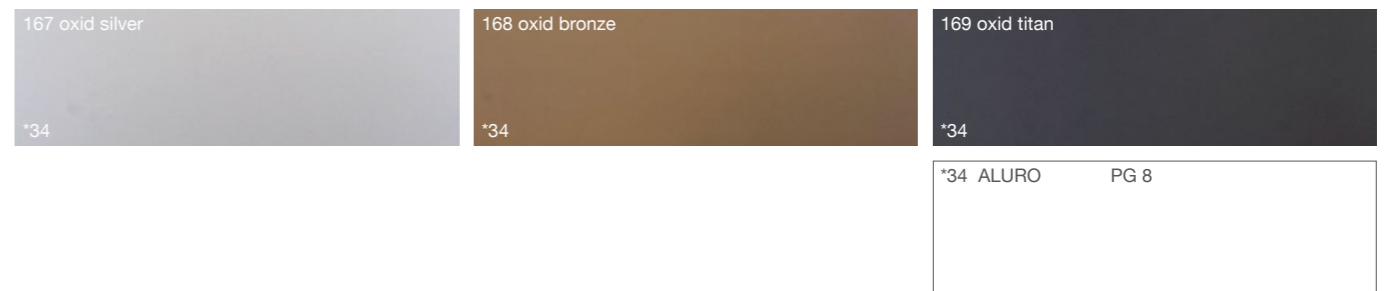 167 oxid silver
*34
168 oxid bronze
*34
169 oxid titan
*34
*34 ALURO PG 8